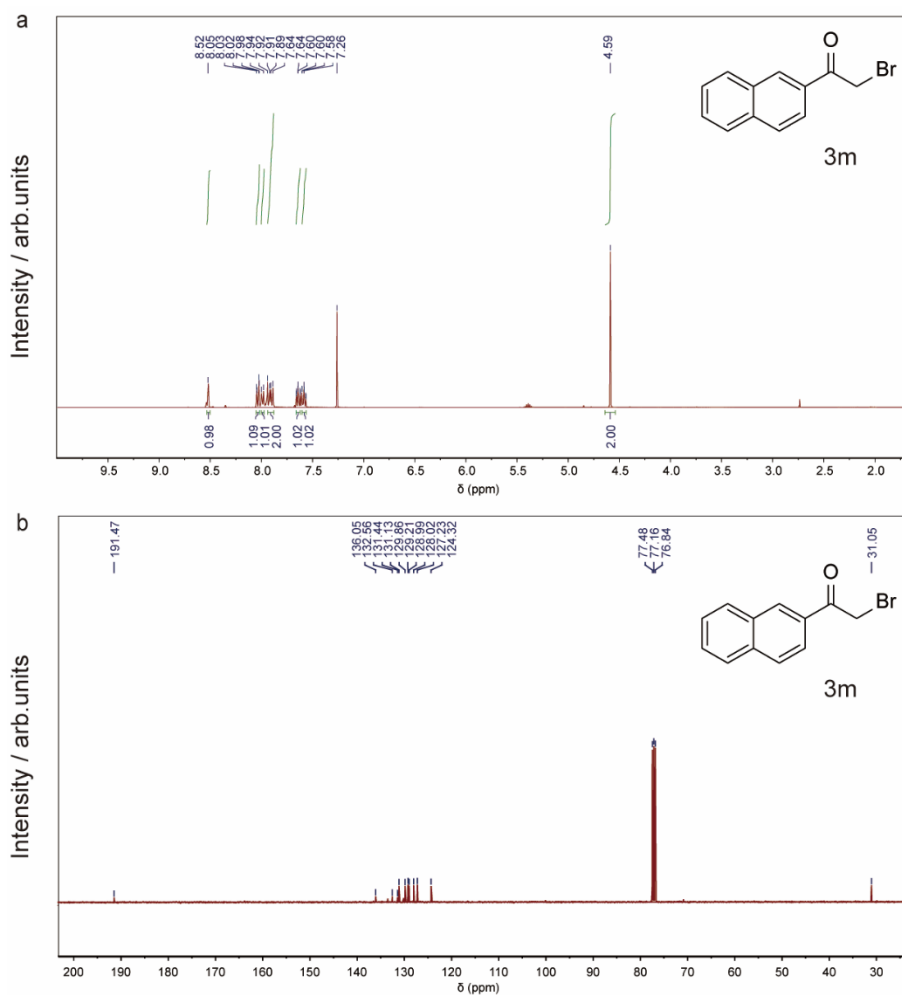 a
8.52
8.05
8.03
8.02
7.98
7.94
7.92
7.91
7.89
7.64
7.64
7.60
7.60
7.58
7.26
4.59
O
Br
3m
Intensity / arb.units
0.98
1.09
1.01
2.00
1.02
1.02
2.00
9.5 9.0 8.5 8.0 7.5 7.0 6.5 6.0 5.5 5.0 4.5 4.0 3.5 3.0 2.5 2.0
δ (ppm)
b
191.47
136.05
132.56
131.44
131.13
129.86
129.21
128.99
128.02
127.23
124.32
77.48
77.16
76.84
31.05
O
Br
3m
Intensity / arb.units
200 190 180 170 160 150 140 130 120 110 100 90 80 70 60 50 40 30
δ (ppm)